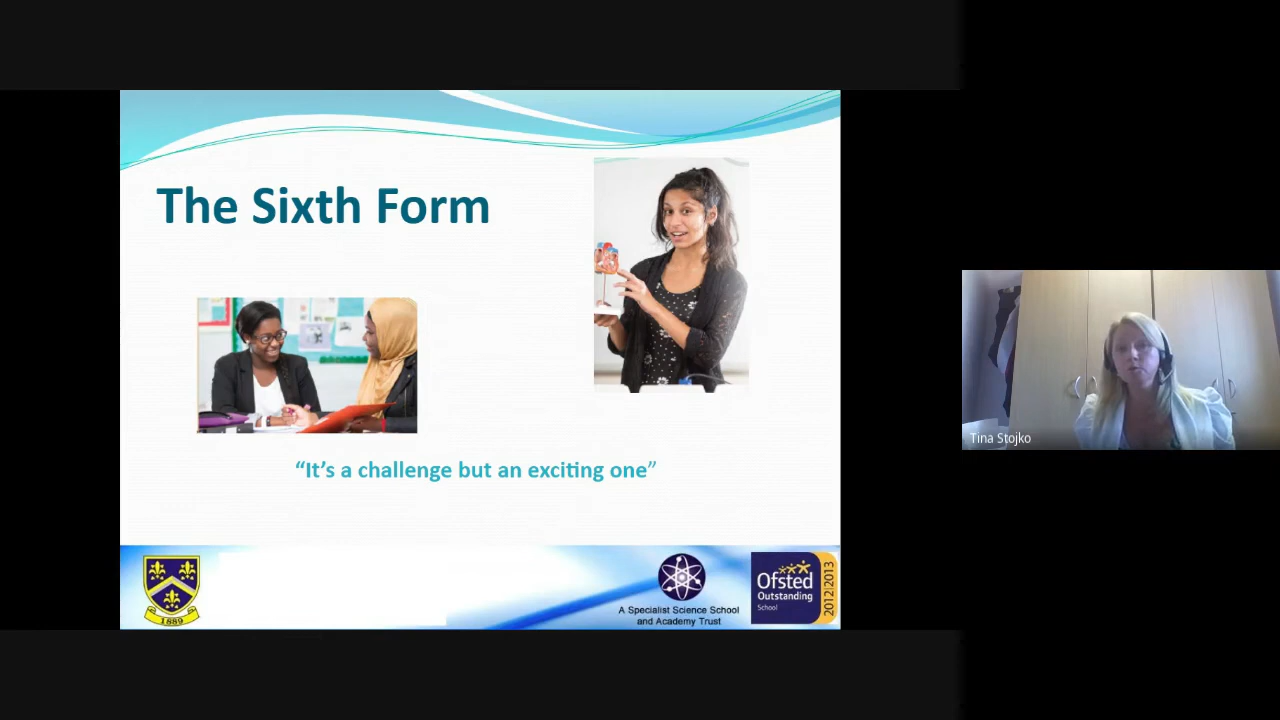 The Sixth Form
“It's a challenge but an exciting one”
1889
A Specialist Science School
and Academy Trust
Ofsted
Outstanding
School
2012|2013
Tina Stojko